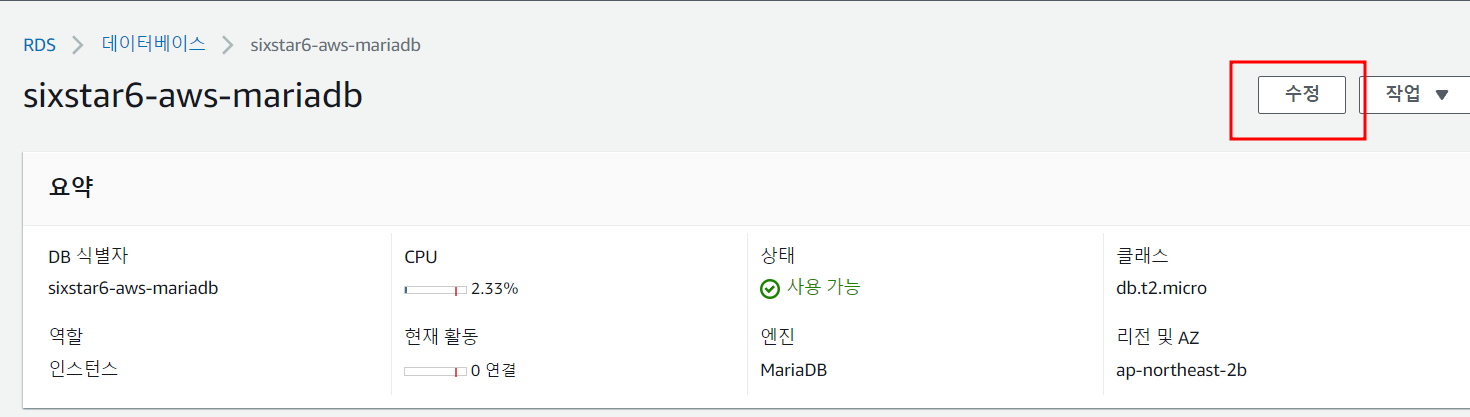 RDS > 데이터베이스 > sixstar6-aws-mariadb
sixstar6-aws-mariadb
수정
작업
요약
DB 식별자
sixstar6-aws-mariadb
CPU
2.33%
상태
사용 가능
클래스
db.t2.micro
역할
인스턴스
현재 활동
0 연결
엔진
MariaDB
리전 및 AZ
ap-northeast-2b